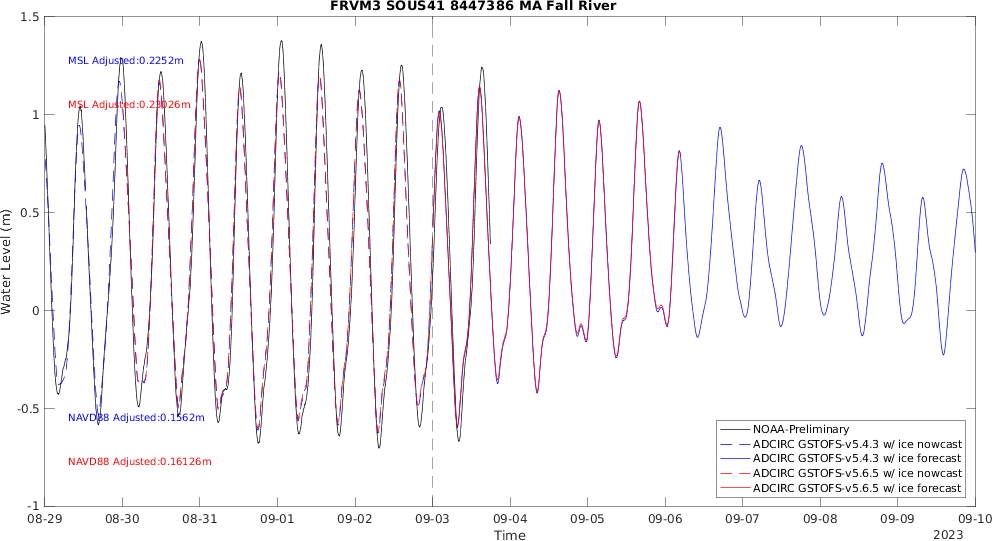 FRVM3 SOUS41 8447386 MA Fall River
1.5
1
0.5
0
-0.5
-1
Water Level (m)
MSL Adjusted:0.2252m
MSL Adjusted:0.23026m
NAVD88 Adjusted:0.1562m
NAVD88 Adjusted:0.16126m
NOAA-Preliminary
ADCIRC GSTOFS-v5.4.3 w/ ice nowcast
ADCIRC GSTOFS-v5.4.3 w/ ice forecast
ADCIRC GSTOFS-v5.6.5 w/ ice nowcast
ADCIRC GSTOFS-v5.6.5 w/ ice forecast
08-29 08-30 08-31 09-01 09-02 09-03 09-04 09-05 09-06 09-07 09-08 09-09 09-10
Time
2023